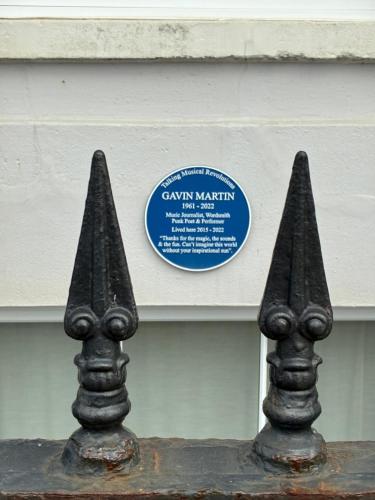 Talking Musical Revolutions
GAVIN MARTIN
1961 - 2022
Music Journalist, Wordsmith
Punk Poet & Performer
Lived here 2015 - 2022
"Thanks for the magic, the sounds
& the fun. Can't imagine this world
without your inspirational sun".